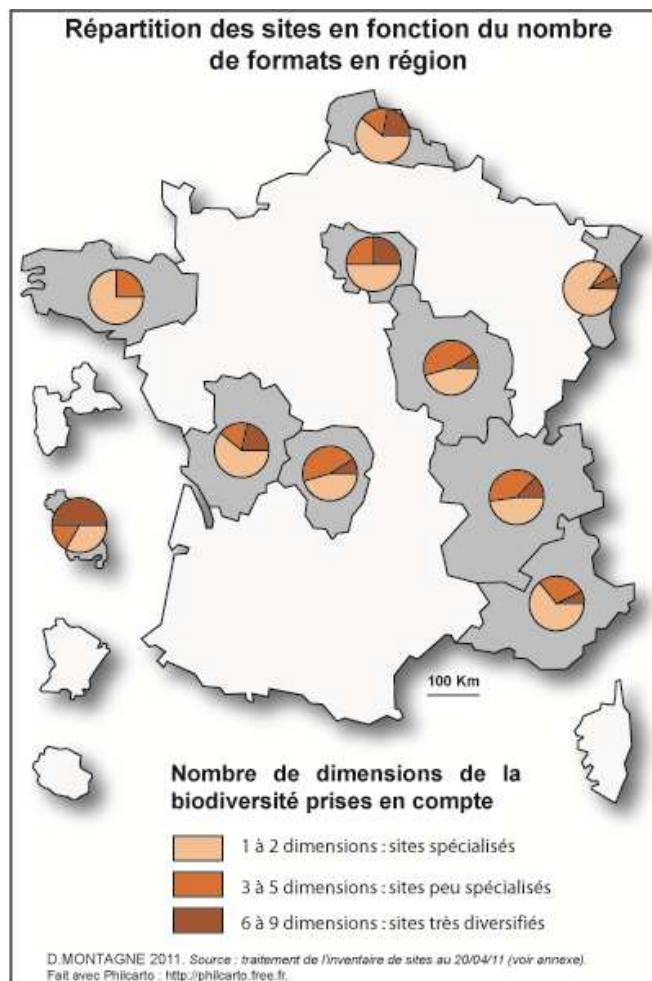 Répartition des sites en fonction du nombre
de formats en région
100 Km
Nombre de dimensions de la
biodiversité prises en compte
1 à 2 dimensions : sites spécialisés
3 à 5 dimensions : sites peu spécialisés
6 à 9 dimensions : sites très diversifiés
D.MONTAGNE 2011. Source : traitement de l'inventaire de sites au 20/04/11 (voir annexe).
Fait avec Philcarto : http://philcarto.free.fr.